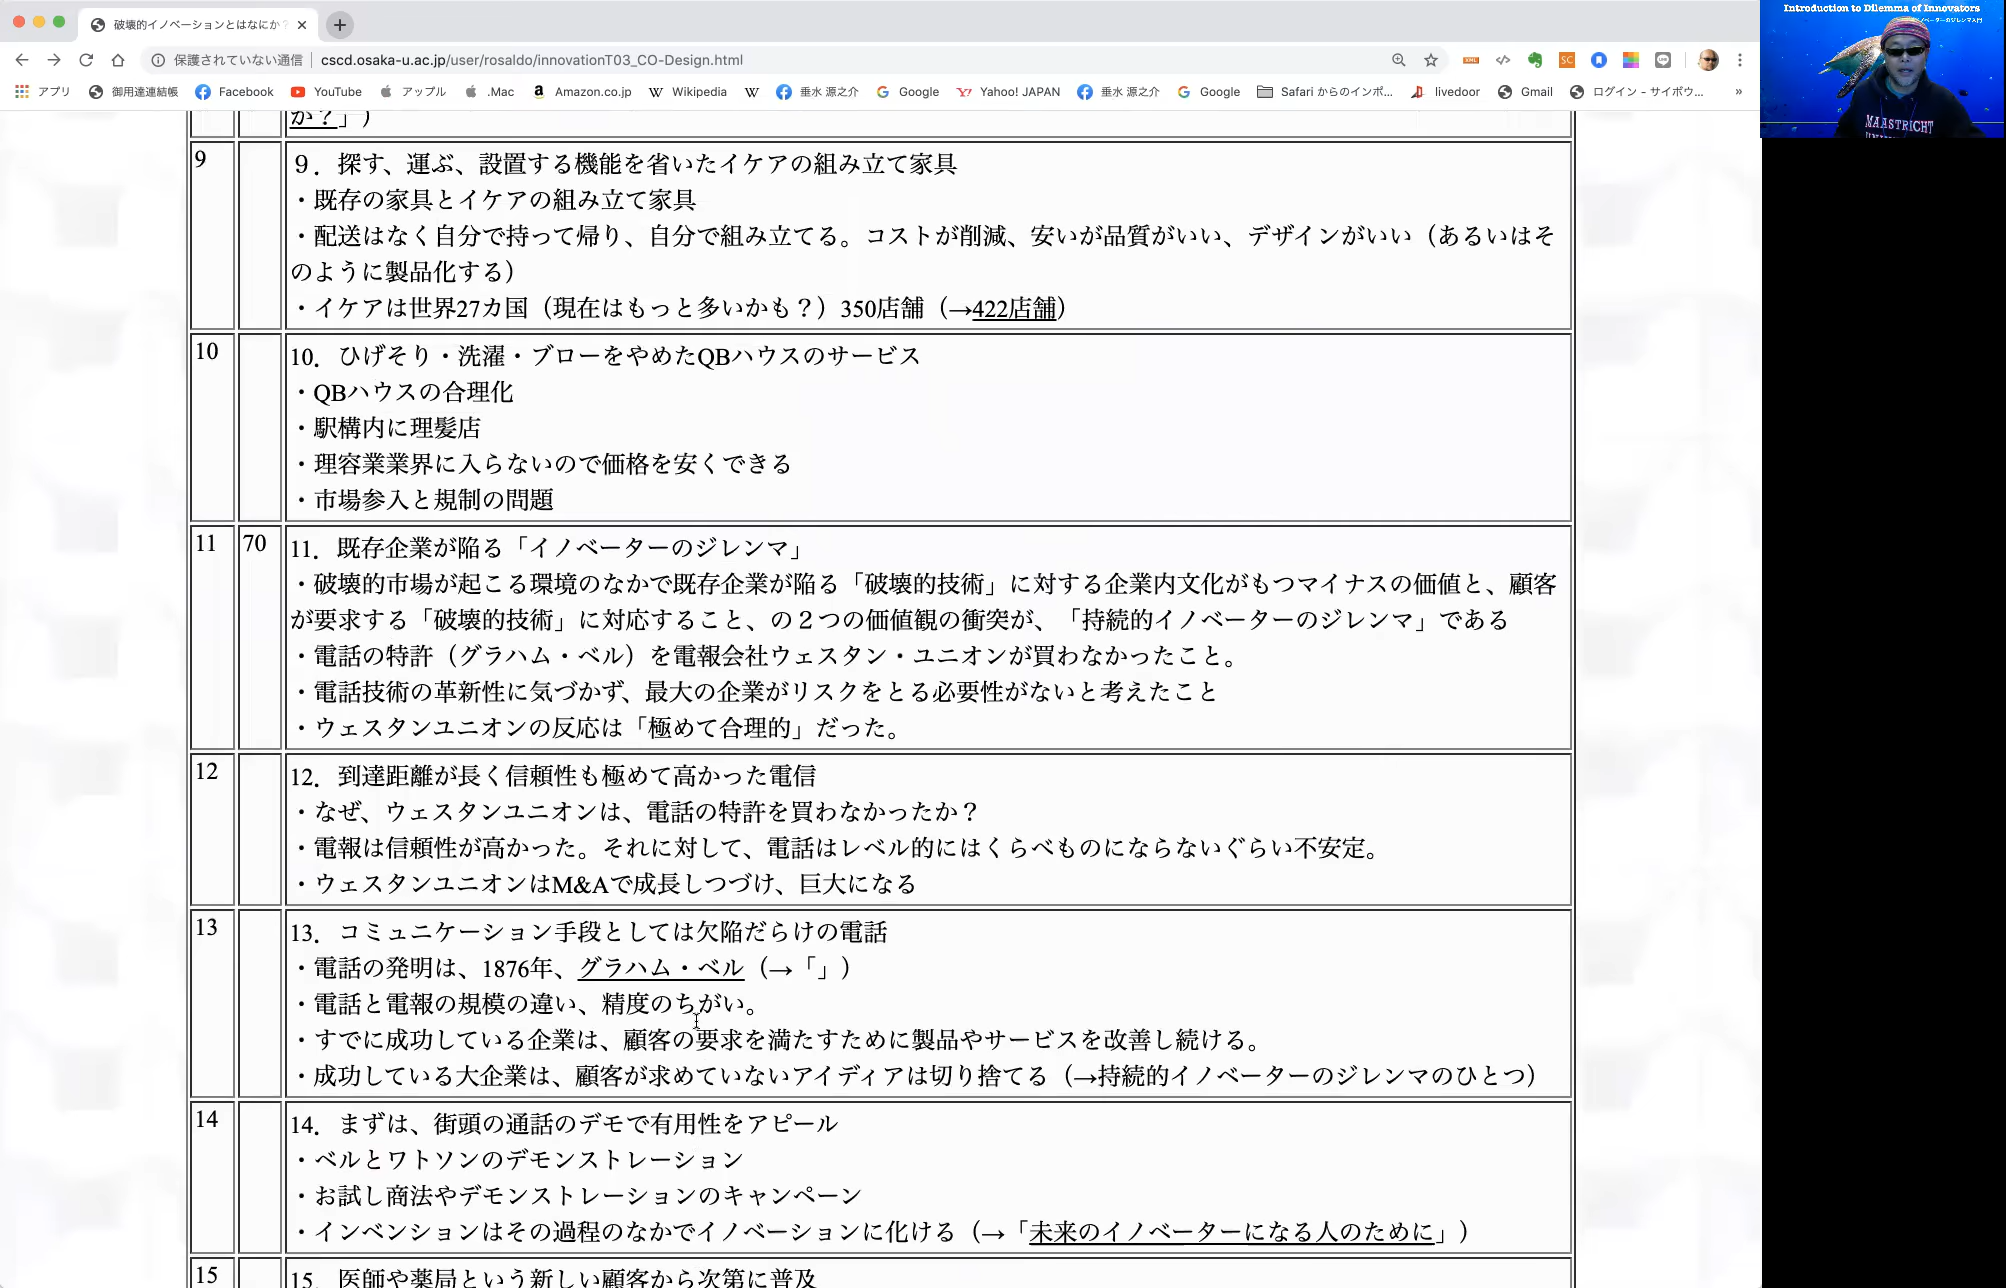 破壊的イノベーションとはなにか？
保護されていない通信 | cscd.osaka-u.ac.jp/user/rosaldo/innovationT03_CO-Design.html
アプリ 御用達連結帳 Facebook YouTube アップル .Mac Amazon.co.jp Wikipedia 垂水 源之介 Google Yahoo! JAPAN 垂水 源之介 Google Safari からのインポ... livedoor Gmail ログイン - サイボウ... »
Introduction to Dilemma of Innovators
MAASTRICHT
か？」）
9
９．探す、運ぶ、設置する機能を省いたイケアの組み立て家具
・既存の家具とイケアの組み立て家具
・配送はなく自分で持って帰り、自分で組み立てる。コストが削減、安いが品質がいい、デザインがいい（あるいはそ
のように製品化する）
・イケアは世界27カ国（現在はもっと多いかも？）350店舗（→422店舗）
10
10．ひげそり・洗濯・ブローをやめたQBハウスのサービス
・QBハウスの合理化
・駅構内に理髪店
・理容業業界に入らないので価格を安くできる
・市場参入と規制の問題
11 70
11．既存企業が陥る「イノベーターのジレンマ」
・破壊的市場が起こる環境のなかで既存企業が陥る「破壊的技術」に対する企業内文化がもつマイナスの価値と、顧客
が要求する「破壊的技術」に対応すること、の２つの価値観の衝突が、「持続的イノベーターのジレンマ」である
・電話の特許（グラハム・ベル）を電報会社ウェスタン・ユニオンが買わなかったこと。
・電話技術の革新性に気づかず、最大の企業がリスクをとる必要性がないと考えたこと
・ウェスタンユニオンの反応は「極めて合理的」だった。
12
12．到達距離が長く信頼性も極めて高かった電信
・なぜ、ウェスタンユニオンは、電話の特許を買わなかったか？
・電報は信頼性が高かった。それに対して、電話はレベル的にはくらべものにならないぐらい不安定。
・ウェスタンユニオンはM&Aで成長しつづけ、巨大になる
13
13．コミュニケーション手段としては欠陥だらけの電話
・電話の発明は、1876年、グラハム・ベル（→「」）
・電話と電報の規模の違い、精度のちがい。
・すでに成功している企業は、顧客の要求を満たすために製品やサービスを改善し続ける。
・成功している大企業は、顧客が求めていないアイディアは切り捨てる（→持続的イノベーターのジレンマのひとつ）
14
14．まずは、街頭の通話のデモで有用性をアピール
・ベルとワトソンのデモンストレーション
・お試し商法やデモンストレーションのキャンペーン
・インベンションはその過程のなかでイノベーションに化ける（→「未来のイノベーターになる人のために」）
15
15．医師や薬局という新しい顧客から次第に普及